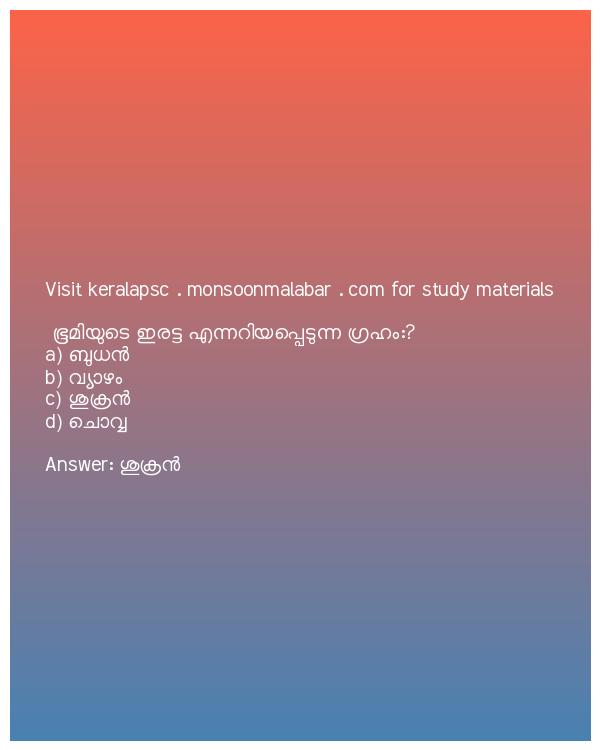 Visit keralapsc . monsoonmalabar . com for study materials
ഭൂമിയുടെ ഇരട്ട എന്നറിയപ്പെടുന്ന ഗ്രഹം:?
a) ബുധൻ
b) വ്യാഴം
c) ശുക്രൻ
d) ചൊവ്വ
Answer: ശുക്രൻ